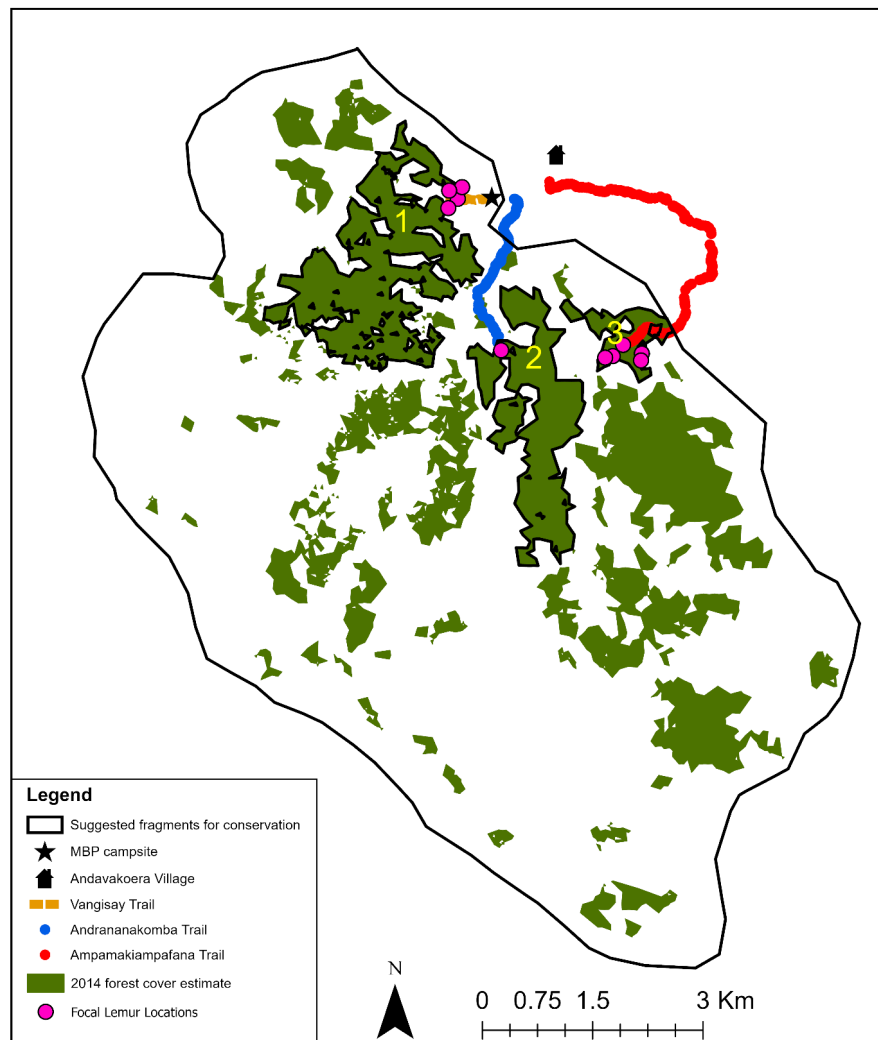 1
2
3
Legend
Suggested fragments for conservation
MBP campsite
Andavakoera Village
Vangisay Trail
Andrananakomba Trail
Ampamakiampafana Trail
2014 forest cover estimate
Focal Lemur Locations
N
0 0.75 1.5 3 Km